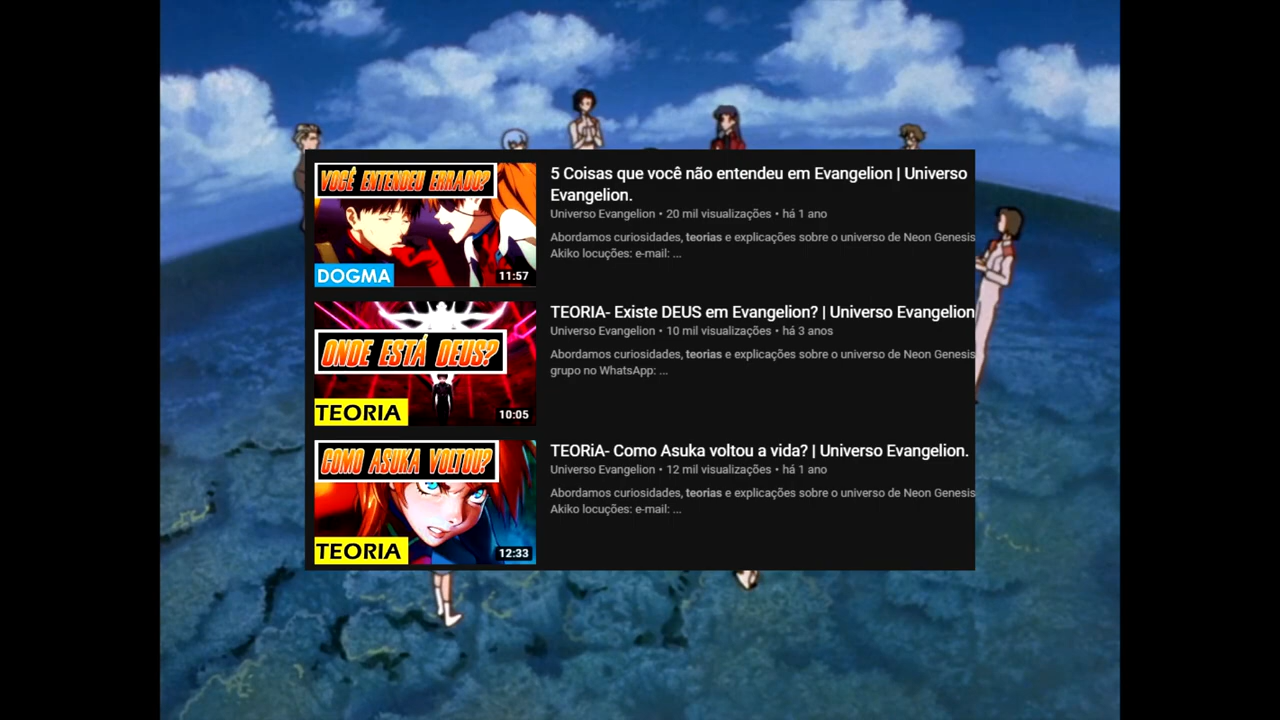 VOCÊ ENTENDEU ERRADO?
DOGMA
11:57
5 Coisas que você não entendeu em Evangelion | Universo
Evangelion.
Universo Evangelion • 20 mil visualizações • há 1 ano
Abordamos curiosidades, teorias e explicações sobre o universo de Neon Genesis
Akiko locuções: e-mail: ...
ONDE ESTÁ DEUS?
TEORIA
10:05
TEORIA- Existe DEUS em Evangelion? | Universo Evangelion
Universo Evangelion • 10 mil visualizações • há 3 anos
Abordamos curiosidades, teorias e explicações sobre o universo de Neon Genesis
grupo no WhatsApp: ...
COMO ASUKA VOLTOU?
TEORIA
12:33
TEORiA- Como Asuka voltou a vida? | Universo Evangelion.
Universo Evangelion • 12 mil visualizações • há 1 ano
Abordamos curiosidades, teorias e explicações sobre o universo de Neon Genesis
Akiko locuções: e-mail: ...